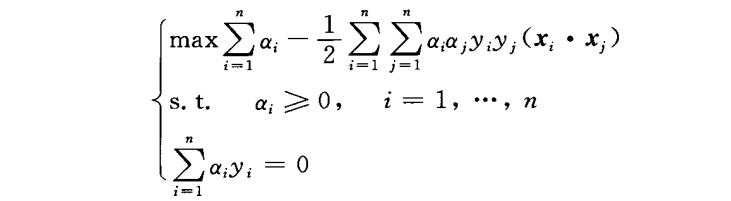 max ∑_{i=1}^{n} α_i − 1/2 ∑_{i=1}^{n} ∑_{j=1}^{n} α_i α_j y_i y_j (x_i • x_j)
s. t. α_i ⩾ 0, i = 1, ⋯, n
∑_{i=1}^{n} α_i y_i = 0